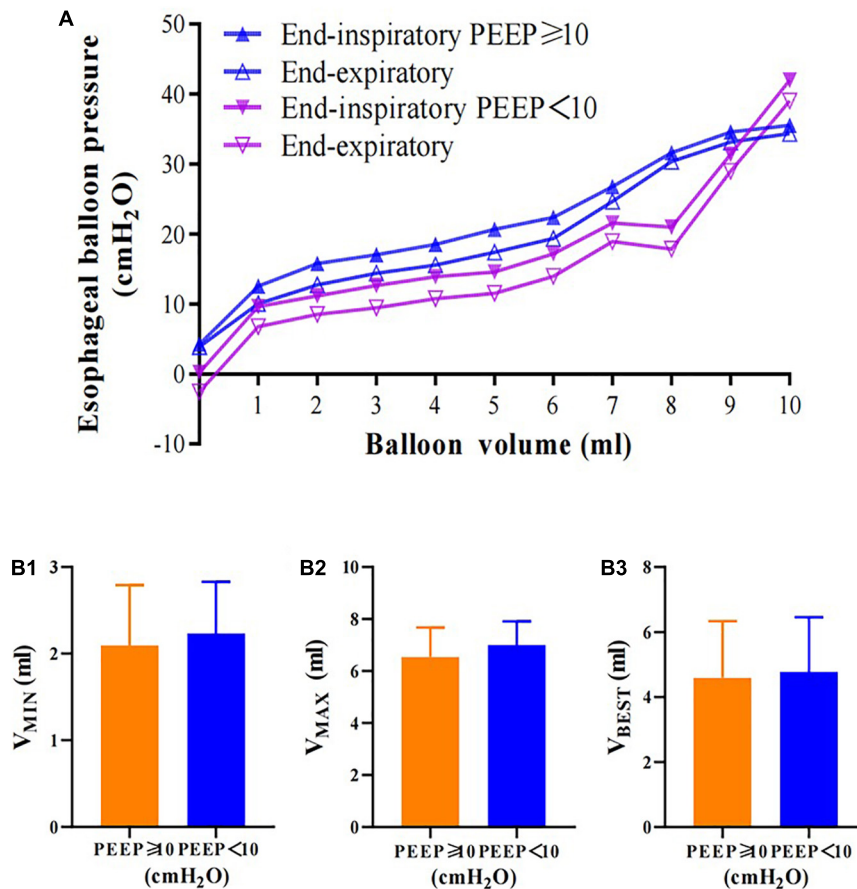 A
Esophageal balloon pressure
(cmH₂O)
50
40
30
20
10
0
-10
End-inspiratory PEEP≥10
End-expiratory
End-inspiratory PEEP<10
End-expiratory
1 2 3 4 5 6 7 8 9 10
Balloon volume (ml)
B1
V_MIN (ml)
3
2
1
0
PEEP⩾10 PEEP<10
(cmH₂O)
B2
V_MAX (ml)
10
8
6
4
2
0
PEEP⩾10 PEEP<10
(cmH₂O)
B3
V_BEST (ml)
8
6
4
2
0
PEEP⩾10 PEEP<10
(cmH₂O)